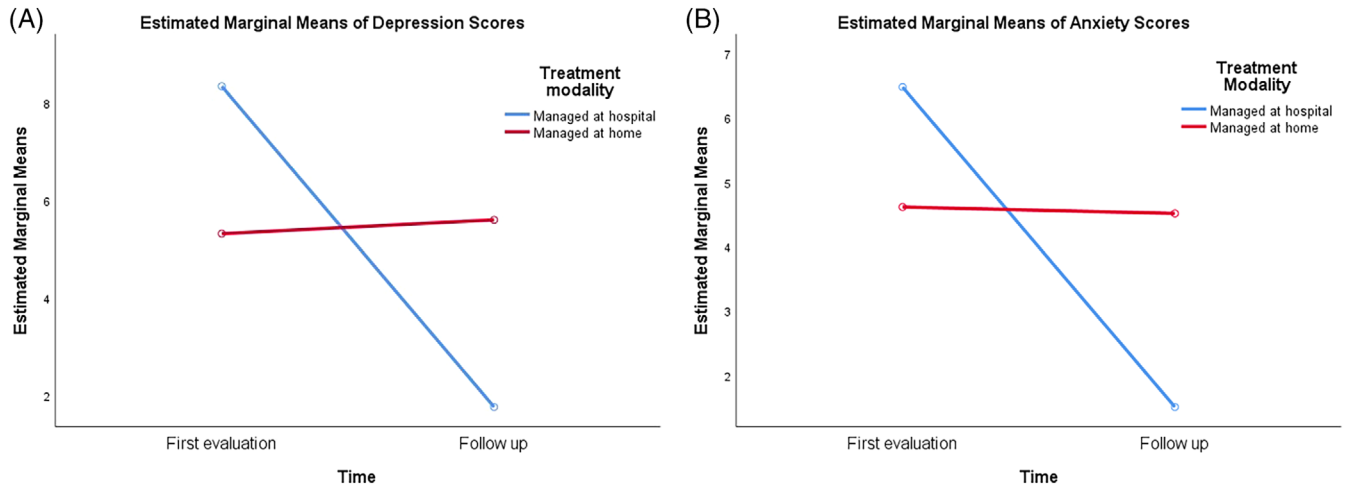 (A)
Estimated Marginal Means of Depression Scores
Treatment
modality
Managed at hospital
Managed at home
Estimated Marginal Means
8
6
4
2
First evaluation
Follow up
Time
(B)
Estimated Marginal Means of Anxiety Scores
Treatment
Modality
Managed at hospital
Managed at home
Estimated Marginal Means
7
6
5
4
3
2
First evaluation
Follow up
Time